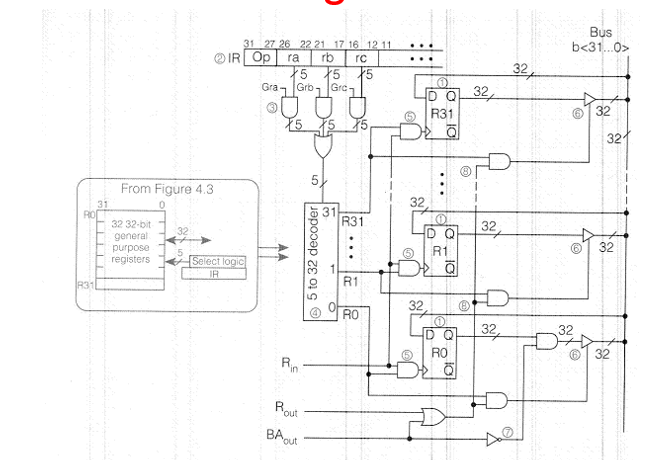 Bus
b<31...0>
31 27 26 22 21 17 16 12 11
② IR Op ra rb rc
5 5 5
Gra Grb Grc
③
5 5 5
5
32
①
D Q
R31
Q
⑤
32
⑥
32
32
⑧
From Figure 4.3
31 0
R0
32 32-bit
general
purpose
registers
32
5
Select logic
IR
R31
5 to 32 decoder
④
31
R31
1
R1
0
R0
32
①
D Q
R1
Q
⑤
32
⑥
32
⑧
32
①
D Q
R0
Q
⑤
32
32
⑥
32
Rin
Rout
BAout
⑦